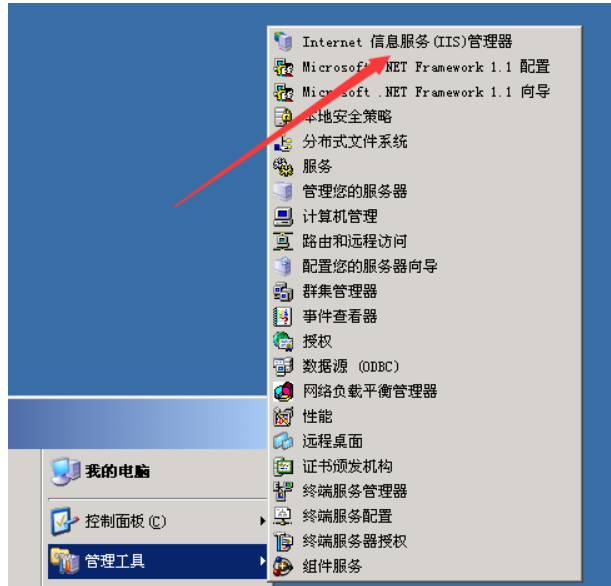 Internet 信息服务(IIS)管理器
Microsoft .NET Framework 1.1 配置
Microsoft .NET Framework 1.1 向导
本地安全策略
分布式文件系统
服务
管理您的服务器
计算机管理
路由和远程访问
配置您的服务器向导
群集管理器
事件查看器
授权
数据源 (ODBC)
网络负载平衡管理器
性能
远程桌面
证书颁发机构
终端服务管理器
终端服务配置
终端服务器授权
组件服务
我的电脑
控制面板(C)
管理工具